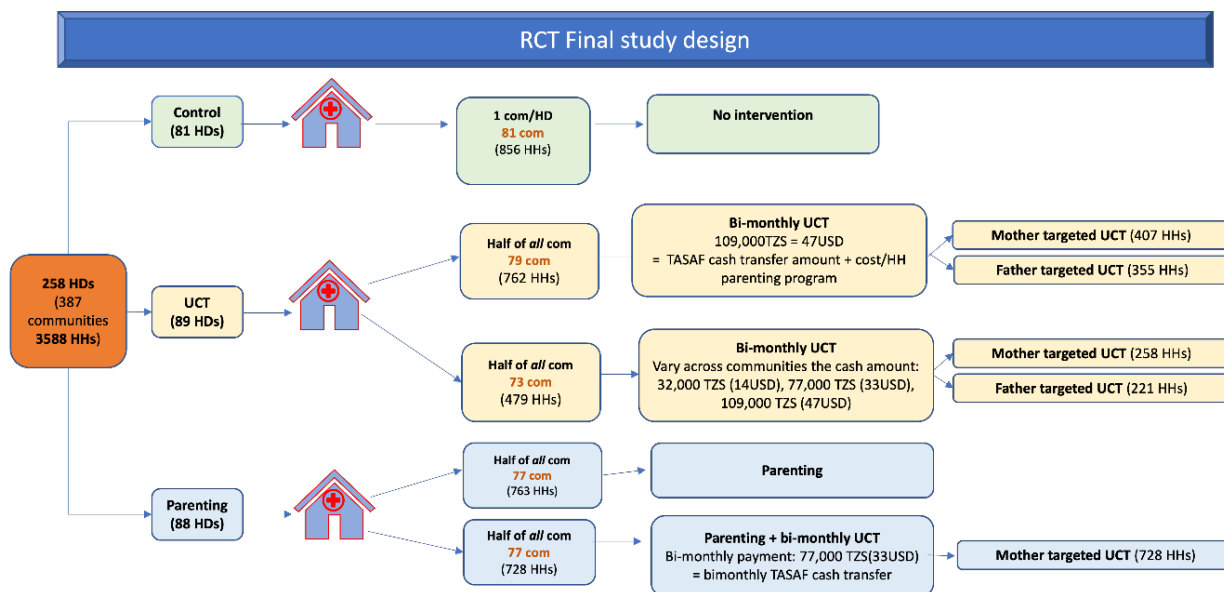 RCT Final study design
Control
(81 HDs)
1 com/HD
81 com
(856 HHs)
No intervention
258 HDs
(387
communities
3588 HHs)
UCT
(89 HDs)
Half of all com
79 com
(762 HHs)
Bi-monthly UCT
109,000TZS = 47USD
= TASAF cash transfer amount + cost/HH
parenting program
Mother targeted UCT (407 HHs)
Father targeted UCT (355 HHs)
Half of all com
73 com
(479 HHs)
Bi-monthly UCT
Vary across communities the cash amount:
32,000 TZS (14USD), 77,000 TZS (33USD),
109,000 TZS (47USD)
Mother targeted UCT (258 HHs)
Father targeted UCT (221 HHs)
Parenting
(88 HDs)
Half of all com
77 com
(763 HHs)
Parenting
Half of all com
77 com
(728 HHs)
Parenting + bi-monthly UCT
Bi-monthly payment: 77,000 TZS(33USD)
= bimonthly TASAF cash transfer
Mother targeted UCT (728 HHs)